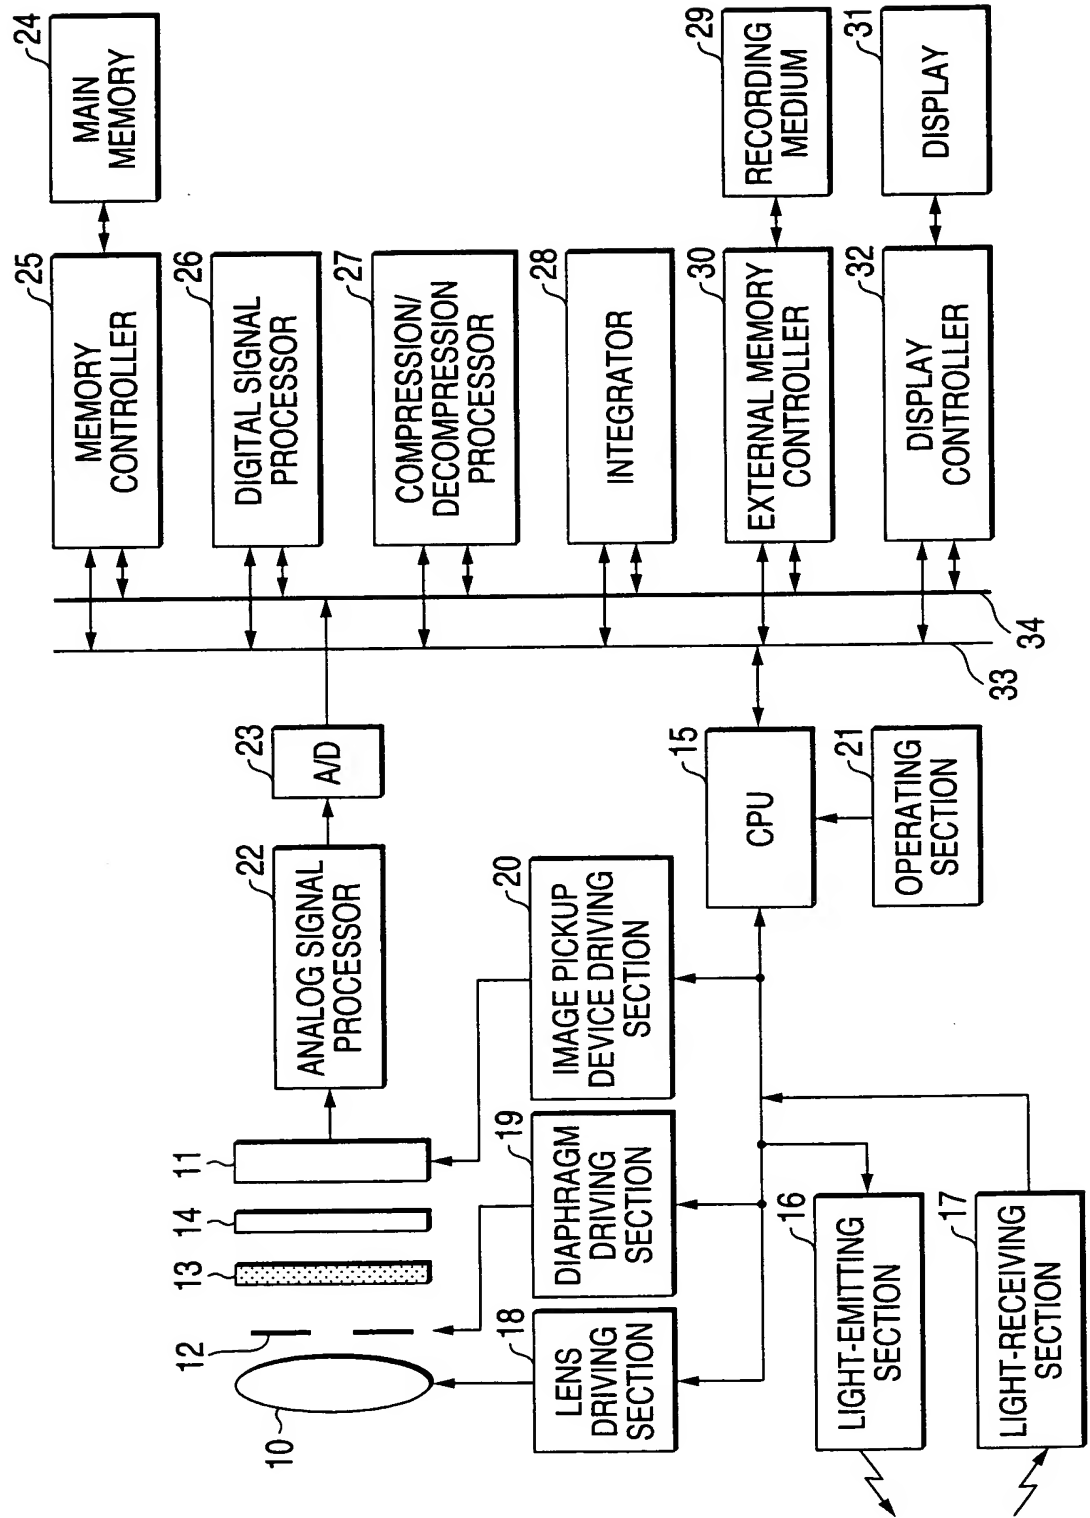 10
12
13
14
11
22
ANALOG SIGNAL
PROCESSOR
23
A/D
18
LENS
DRIVING
SECTION
19
DIAPHRAGM
DRIVING
SECTION
20
IMAGE PICKUP
DEVICE DRIVING
SECTION
15
CPU
16
LIGHT-EMITTING
SECTION
17
LIGHT-RECEIVING
SECTION
21
OPERATING
SECTION
33
34
25
MEMORY
CONTROLLER
24
MAIN
MEMORY
26
DIGITAL SIGNAL
PROCESSOR
27
COMPRESSION/
DECOMPRESSION
PROCESSOR
28
INTEGRATOR
30
EXTERNAL MEMORY
CONTROLLER
29
RECORDING
MEDIUM
32
DISPLAY
CONTROLLER
31
DISPLAY